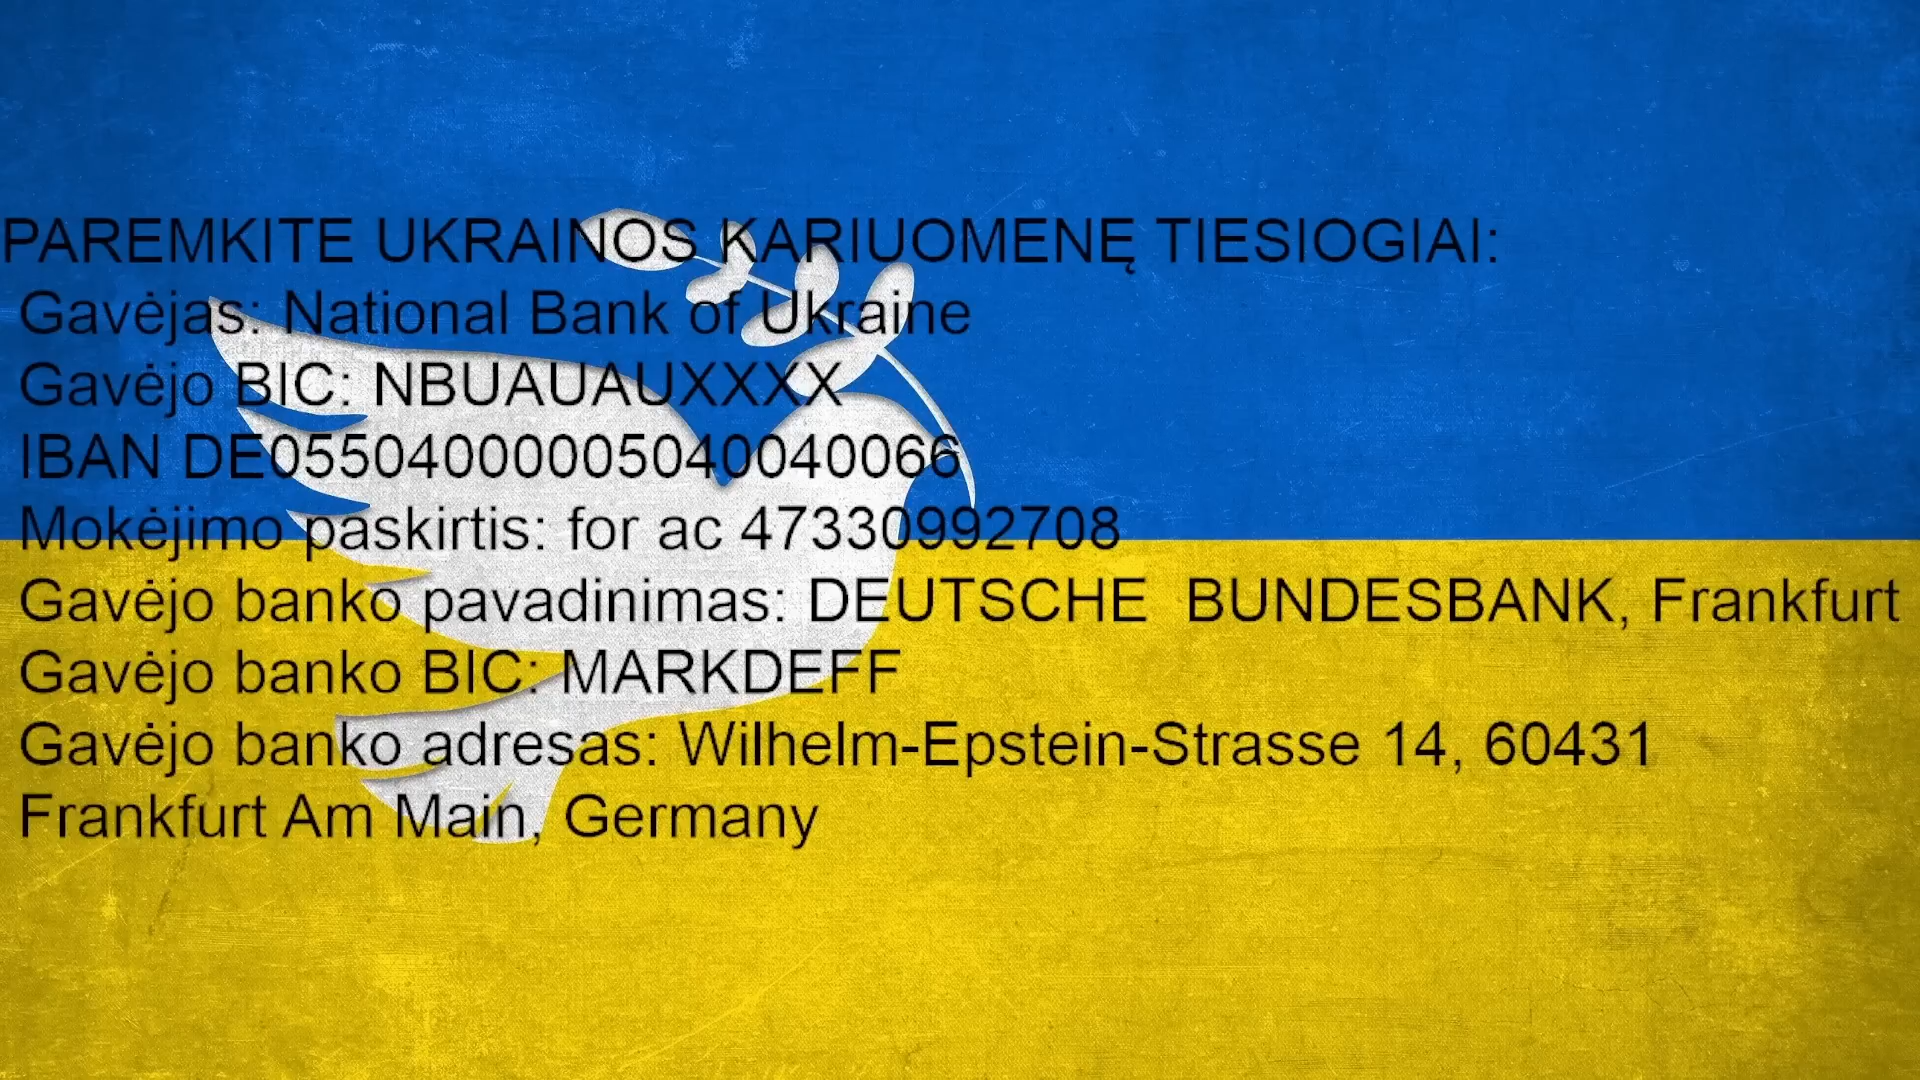 PAREMKITE UKRAINOS KARIUOMENĘ TIESIOGIAI:
Gavėjas: National Bank of Ukraine
Gavėjo BIC: NBUAUAUXXXX
IBAN DE05504000005040040066
Mokėjimo paskirtis: for ac 47330992708
Gavėjo banko pavadinimas: DEUTSCHE  BUNDESBANK, Frankfurt
Gavėjo banko BIC: MARKDEFF
Gavėjo banko adresas: Wilhelm-Epstein-Strasse 14, 60431
Frankfurt Am Main, Germany